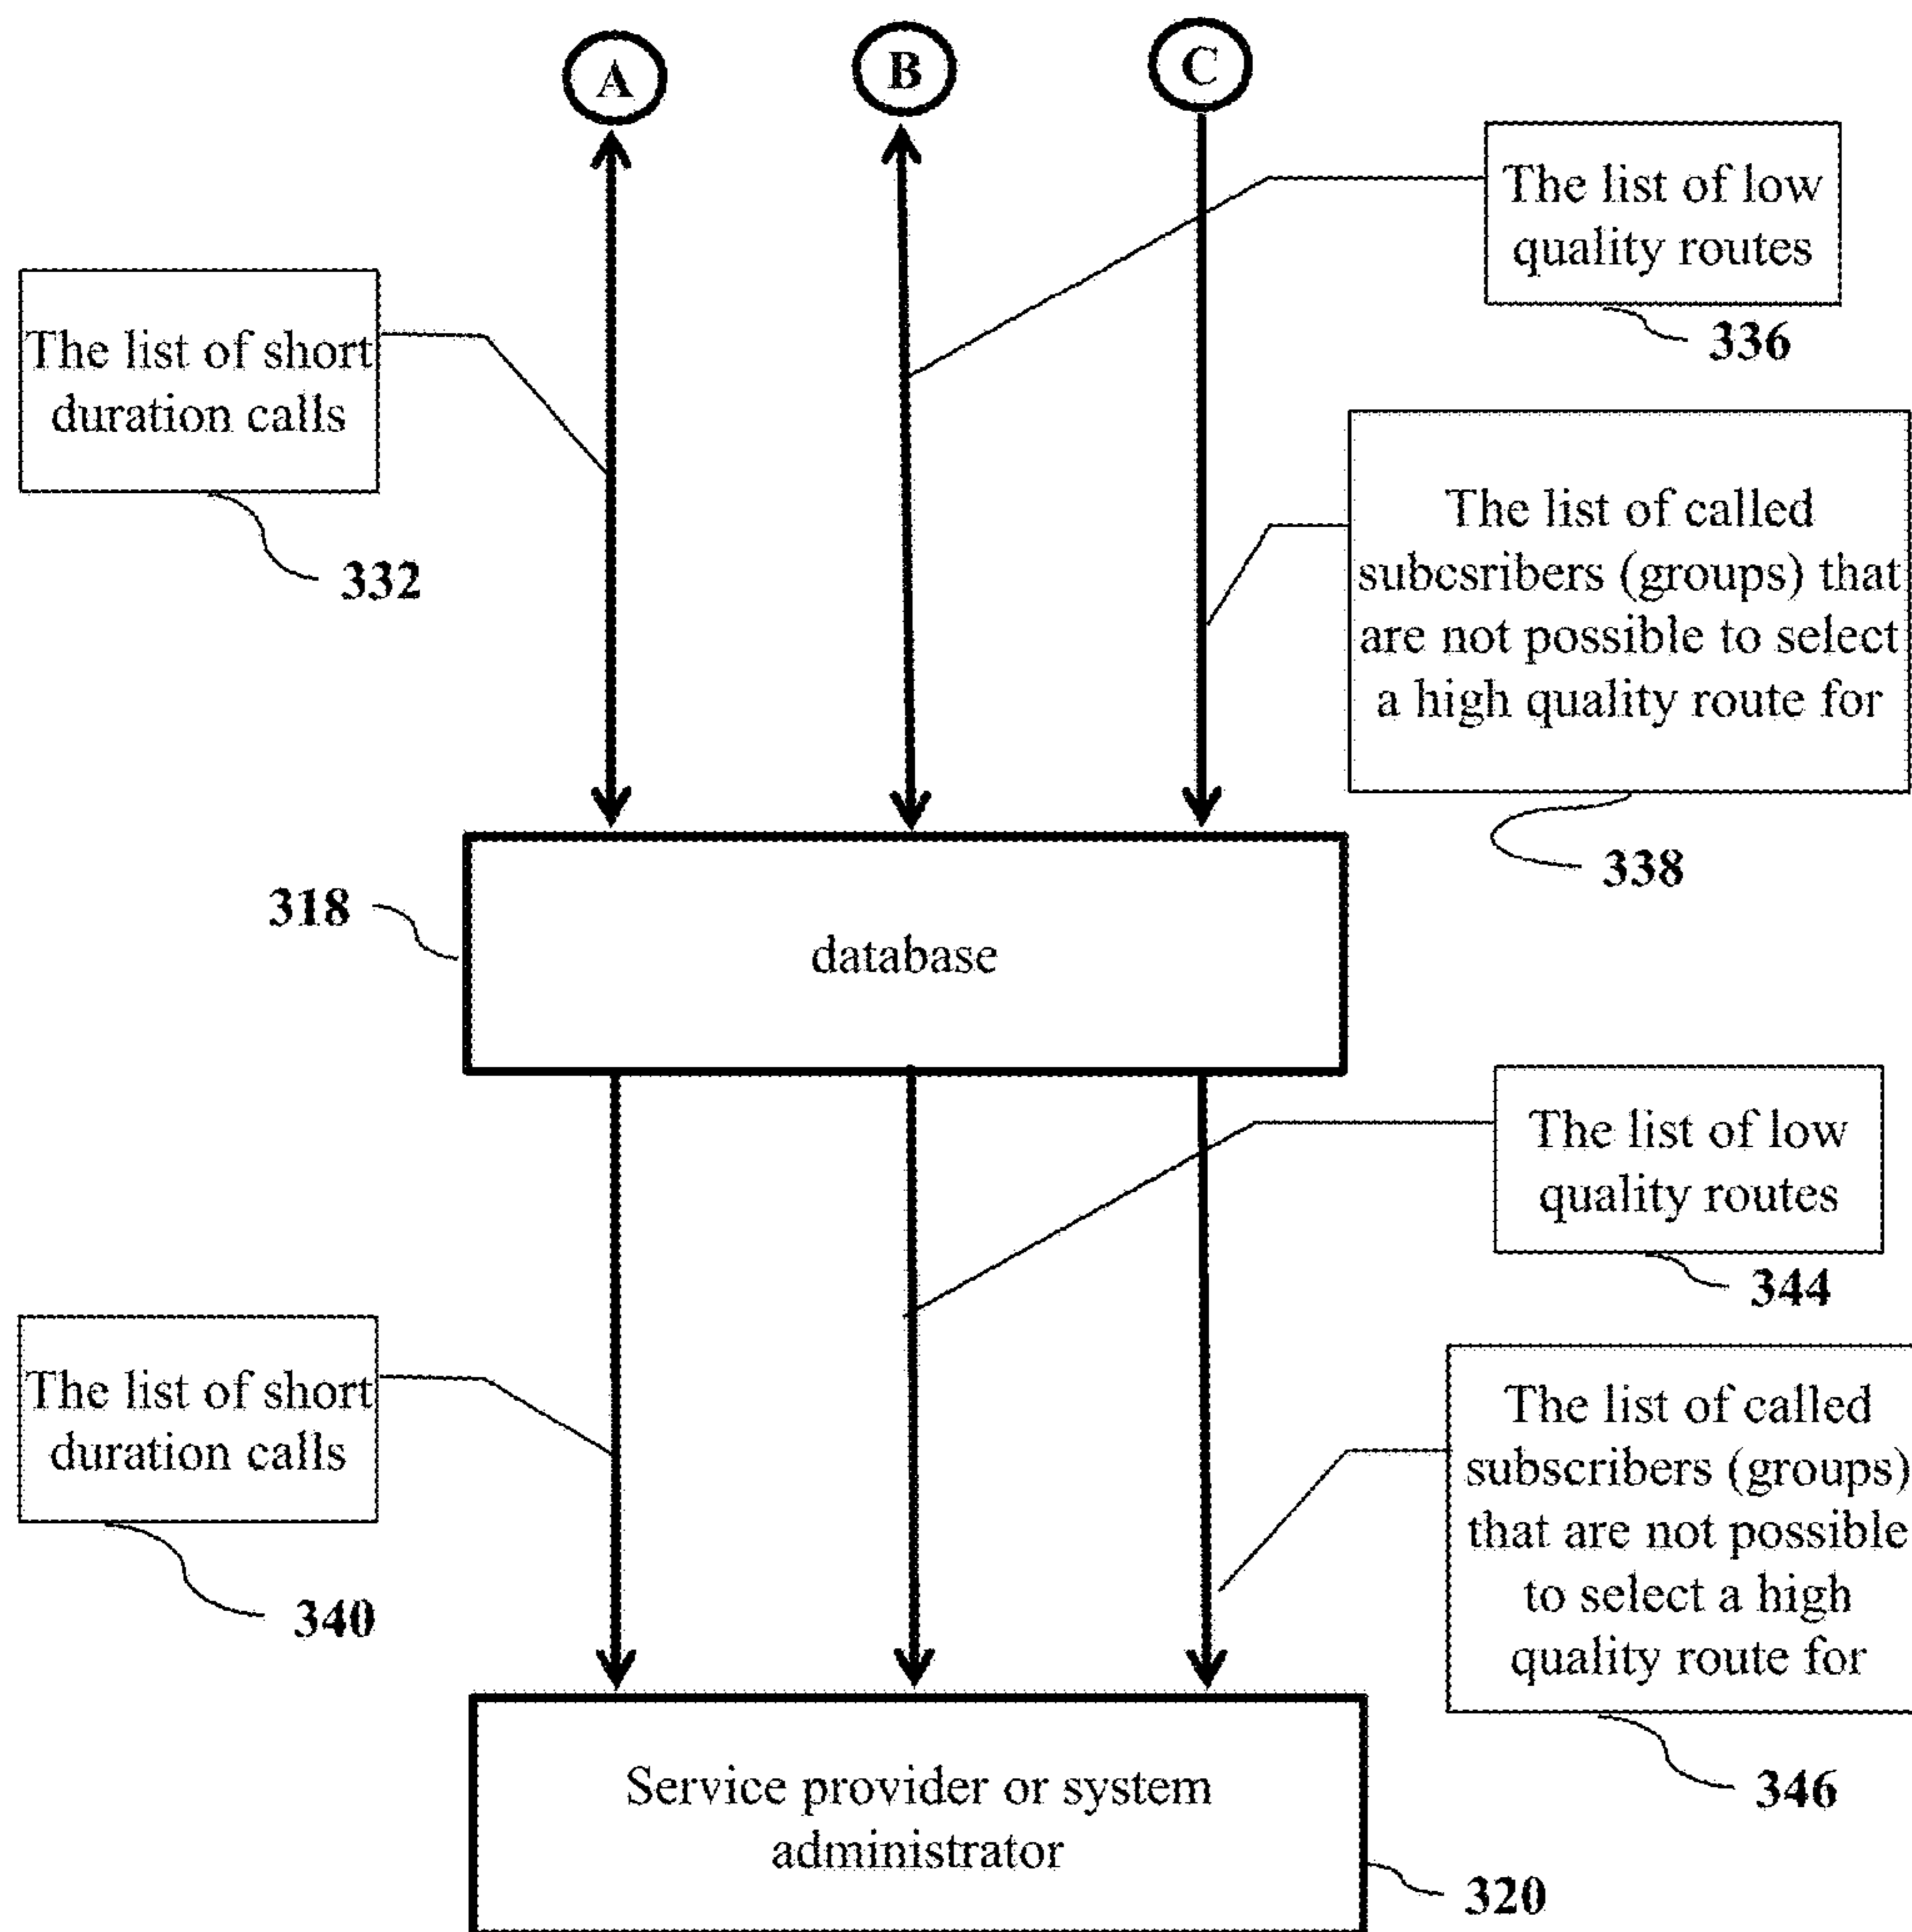 A
B
C
The list of low
quality routes
336
The list of short
duration calls
332
The list of called
subcsribers (groups) that
are not possible to select
a high quality route for
338
318
database
The list of low
quality routes
344
The list of short
duration calls
340
The list of called
subscribers (groups)
that are not possible
to select a high
quality route for
346
Service provider or system
administrator
320